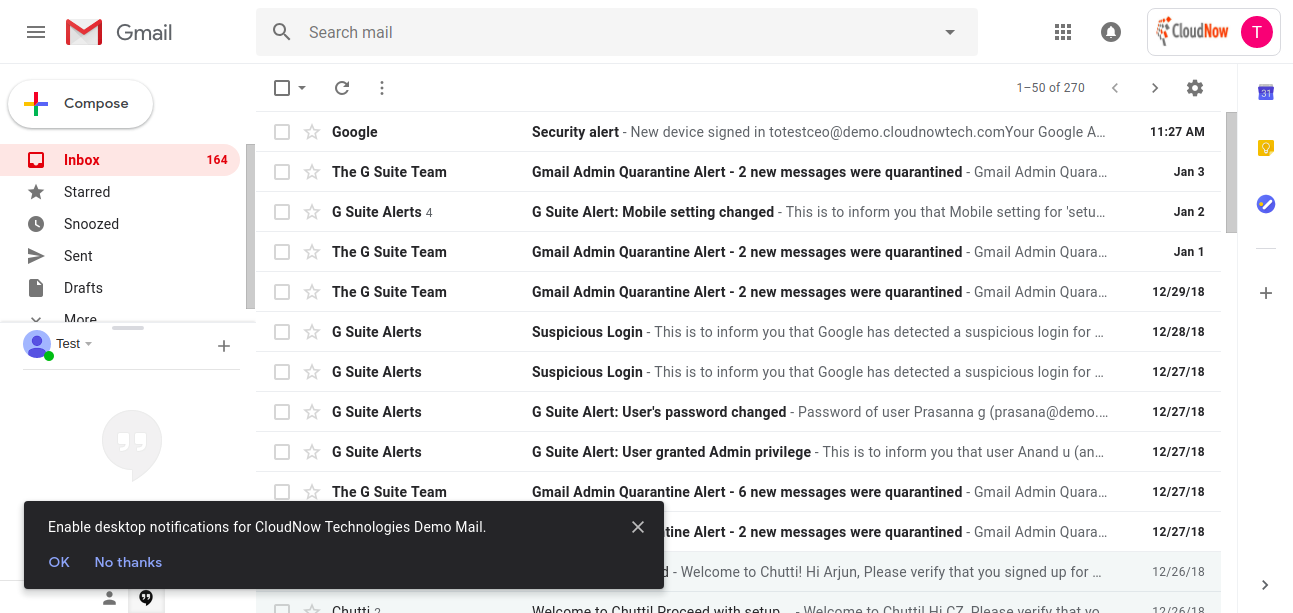 Gmail
Search mail
CloudNow
T
Compose
1–50 of 270
31
Inbox 164
Starred
Snoozed
Sent
Drafts
More
Test
Google Security alert - New device signed in totestceo@demo.cloudnowtech.comYour Google A… 11:27 AM
The G Suite Team Gmail Admin Quarantine Alert - 2 new messages were quarantined - Gmail Admin Quara… Jan 3
G Suite Alerts 4 G Suite Alert: Mobile setting changed - This is to inform you that Mobile setting for 'setu… Jan 2
The G Suite Team Gmail Admin Quarantine Alert - 2 new messages were quarantined - Gmail Admin Quara… Jan 1
The G Suite Team Gmail Admin Quarantine Alert - 2 new messages were quarantined - Gmail Admin Quara… 12/29/18
G Suite Alerts Suspicious Login - This is to inform you that Google has detected a suspicious login for … 12/28/18
G Suite Alerts Suspicious Login - This is to inform you that Google has detected a suspicious login for … 12/27/18
G Suite Alerts G Suite Alert: User's password changed - Password of user Prasanna g (prasana@demo.… 12/27/18
G Suite Alerts G Suite Alert: User granted Admin privilege - This is to inform you that user Anand u (an… 12/27/18
The G Suite Team Gmail Admin Quarantine Alert - 6 new messages were quarantined - Gmail Admin Quara… 12/27/18
ntine Alert - 2 new messages were quarantined - Gmail Admin Quara… 12/27/18
d - Welcome to Chutti! Hi Arjun, Please verify that you signed up for … 12/26/18
Chutti 2 Welcome to Chutti! Proceed with setup… - Welcome to Chutti! Hi CZ, Please verify that yo… 12/26/18
Enable desktop notifications for CloudNow Technologies Demo Mail.
OK No thanks